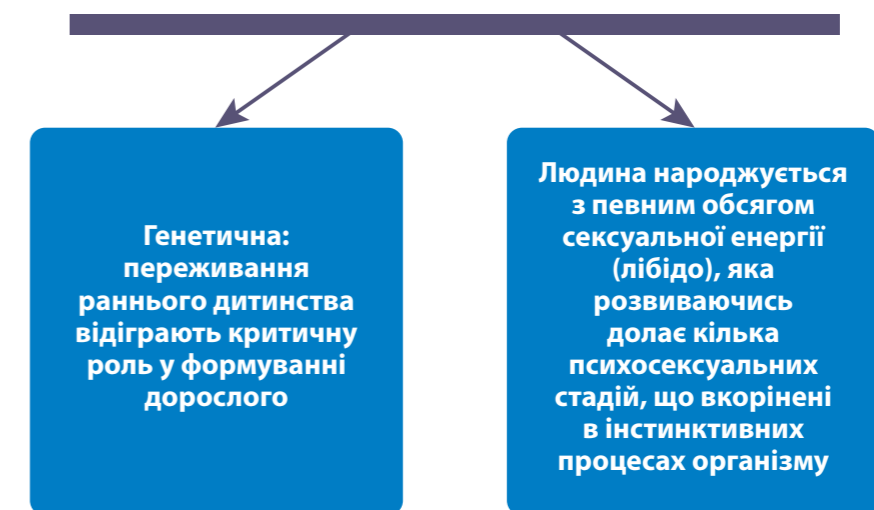 Генетична:
переживання
раннього дитинства
відіграють критичну
роль у формуванні
дорослого
Людина народжується
з певним обсягом
сексуальної енергії
(лібідо), яка
розвиваючись
долає кілька
психосексуальних
стадій, що вкорінені
в інстинктивних
процесах організму